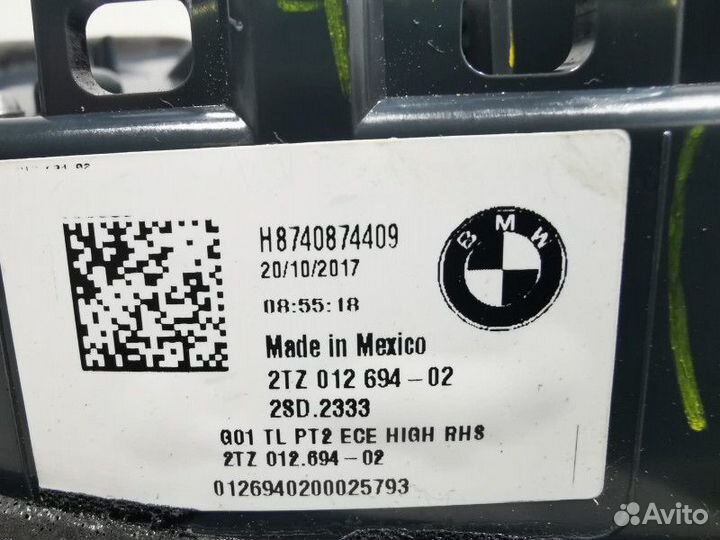 H8740874409
20/10/2017
08:55:18
BMW
Made in Mexico
2TZ 012 694-02
2SD.2333
G01 TL PT2 ECE HIGH RHS
2TZ 012.694-02
0126940200025793
Avito